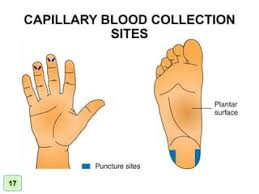 CAPILLARY BLOOD COLLECTION
SITES
Plantar
surface
Puncture sites
17